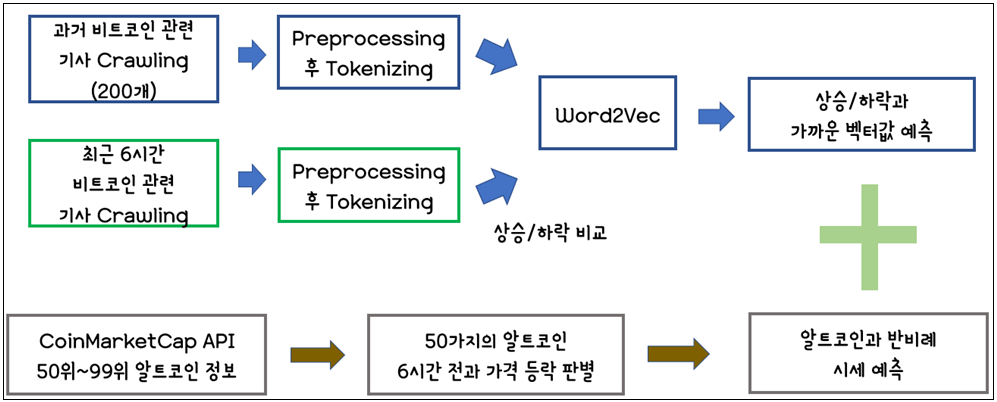 과거 비트코인 관련
기사 Crawling
(200개)
Preprocessing
후 Tokenizing
Word2Vec
상승/하락과
가까운 벡터값 예측
최근 6시간
비트코인 관련
기사 Crawling
Preprocessing
후 Tokenizing
상승/하락 비교
CoinMarketCap API
50위~99위 알트코인 정보
50가지의 알트코인
6시간 전과 가격 등락 판별
알트코인과 반비례
시세 예측